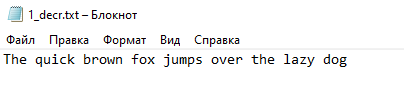 1_decr.txt – Блокнот
Файл Правка Формат Вид Справка
The quick brown fox jumps over the lazy dog